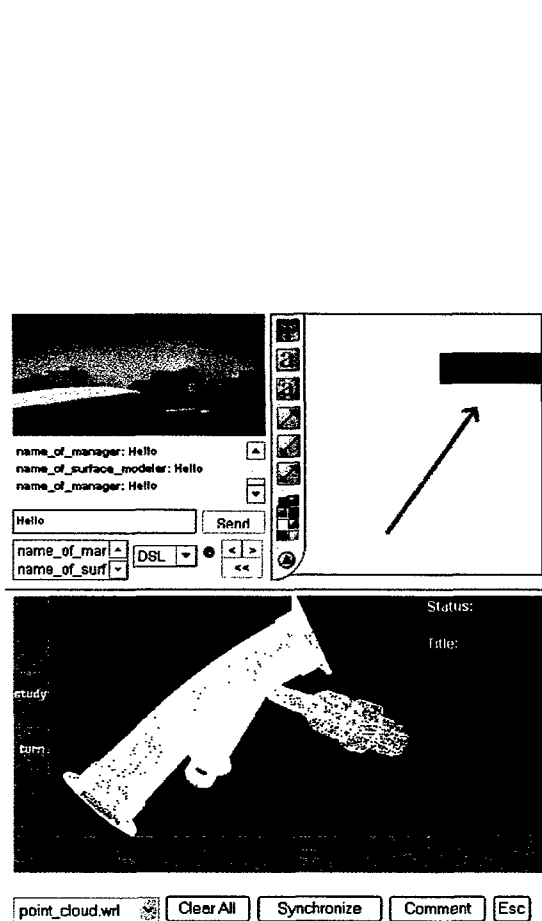 name_of_manager: Hello
name_of_surface_modeler: Hello
name_of_manager: Hello
Hello
Send
name_of_mar
name_of_surf
DSL
< >
<<
a
a
Status:
Title:
study
turn
point_cloud.wrl
Clear All
Synchronize
Comment
Esc